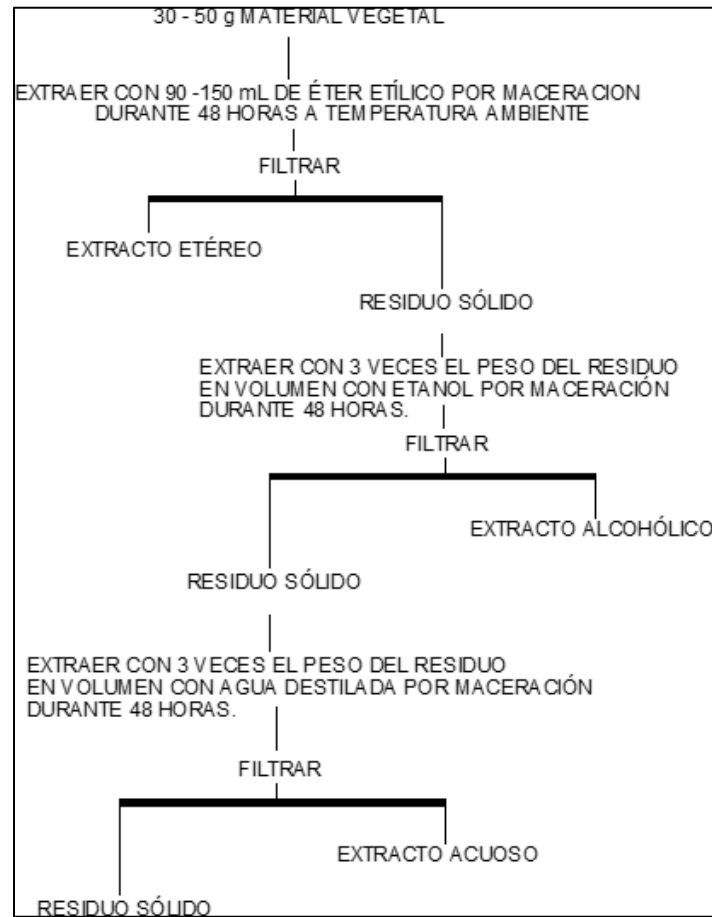 30 - 50 g MATERIAL VEGETAL
EXTRAER CON 90 -150 mL DE ÉTER ETÍLICO POR MACERACION
DURANTE 48 HORAS A TEMPERATURA AMBIENTE
FILTRAR
EXTRACTO ETÉREO
RESIDUO SÓLIDO
EXTRAER CON 3 VECES EL PESO DEL RESIDUO
EN VOLUMEN CON ETANOL POR MACERACIÓN
DURANTE 48 HORAS.
FILTRAR
EXTRACTO ALCOHÓLICO
RESIDUO SÓLIDO
EXTRAER CON 3 VECES EL PESO DEL RESIDUO
EN VOLUMEN CON AGUA DESTILADA POR MACERACIÓN
DURANTE 48 HORAS.
FILTRAR
EXTRACTO ACUOSO
RESIDUO SÓLIDO